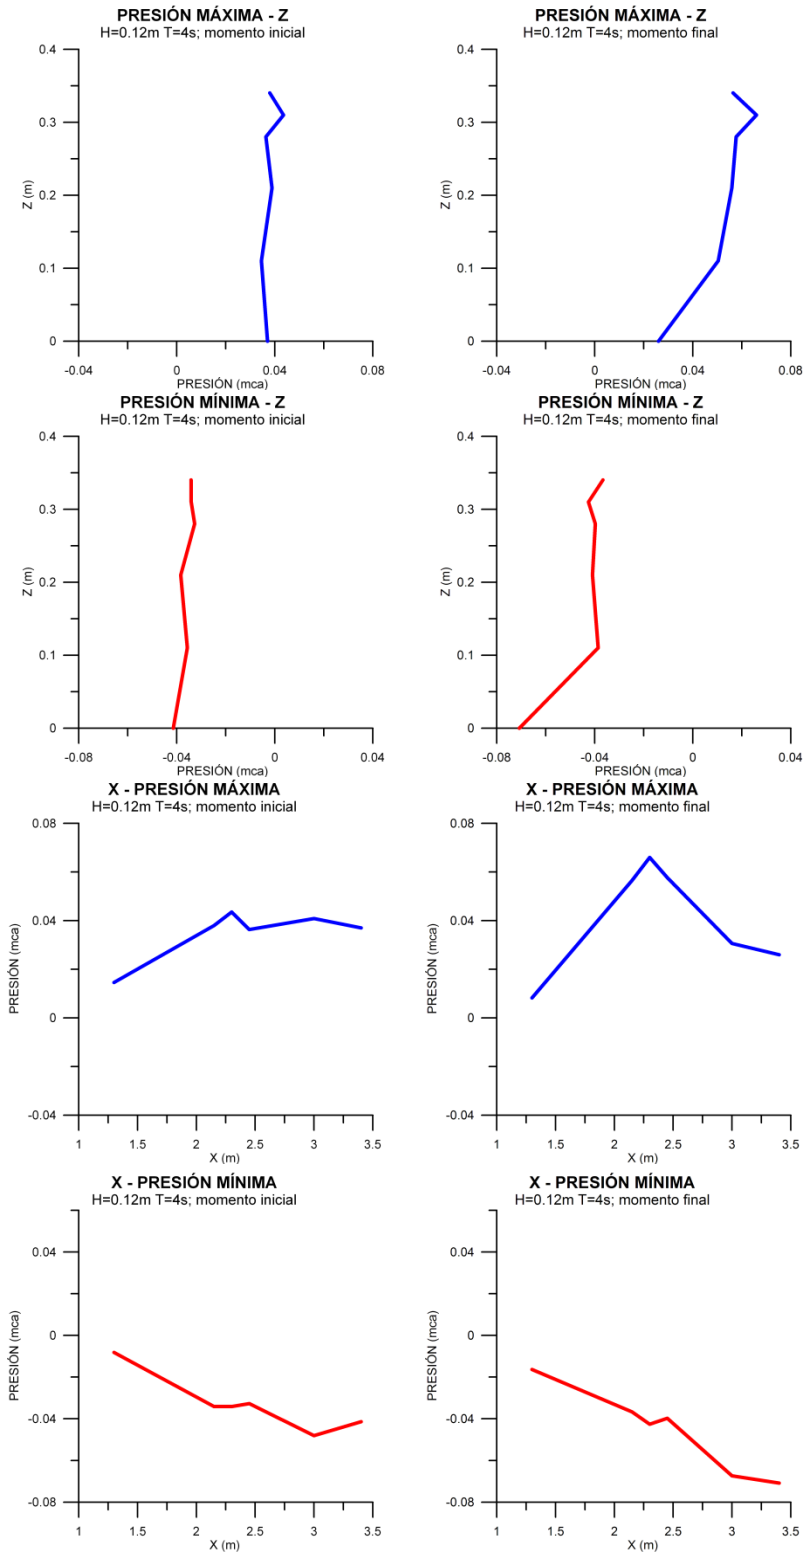 PRESIÓN MÁXIMA - Z
H=0.12m T=4s; momento inicial
0.4
0.3
0.2
0.1
0
Z (m)
-0.04 0 0.04 0.08
PRESIÓN (mca)
PRESIÓN MÁXIMA - Z
H=0.12m T=4s; momento final
0.4
0.3
0.2
0.1
0
Z (m)
-0.04 0 0.04 0.08
PRESIÓN (mca)
PRESIÓN MÍNIMA - Z
H=0.12m T=4s; momento inicial
0.4
0.3
0.2
0.1
0
Z (m)
-0.08 -0.04 0 0.04
PRESIÓN (mca)
PRESIÓN MÍNIMA - Z
H=0.12m T=4s; momento final
0.4
0.3
0.2
0.1
0
Z (m)
-0.08 -0.04 0 0.04
PRESIÓN (mca)
X - PRESIÓN MÁXIMA
H=0.12m T=4s; momento inicial
0.08
0.04
0
-0.04
PRESIÓN (mca)
1 1.5 2 2.5 3 3.5
X (m)
X - PRESIÓN MÁXIMA
H=0.12m T=4s; momento final
0.08
0.04
0
-0.04
PRESIÓN (mca)
1 1.5 2 2.5 3 3.5
X (m)
X - PRESIÓN MÍNIMA
H=0.12m T=4s; momento inicial
0.04
0
-0.04
-0.08
PRESIÓN (mca)
1 1.5 2 2.5 3 3.5
X (m)
X - PRESIÓN MÍNIMA
H=0.12m T=4s; momento final
0.04
0
-0.04
-0.08
PRESIÓN (mca)
1 1.5 2 2.5 3 3.5
X (m)